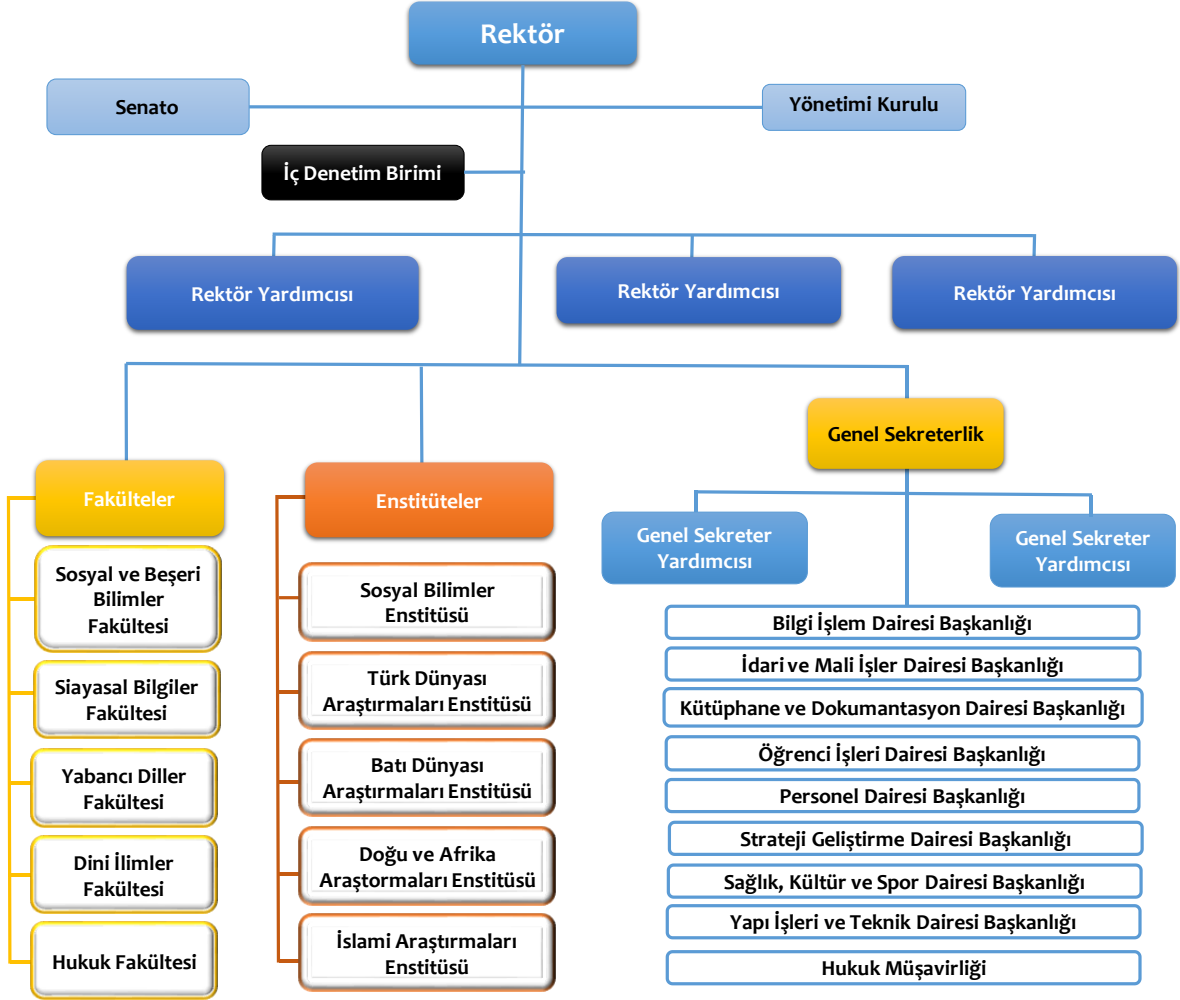 Rektör
Senato
Yönetimi Kurulu
İç Denetim Birimi
Rektör Yardımcısı
Rektör Yardımcısı
Rektör Yardımcısı
Fakülteler
Sosyal ve Beşeri
Bilimler
Fakültesi
Siayasal Bilgiler
Fakültesi
Yabancı Diller
Fakültesi
Dini İlimler
Fakültesi
Hukuk Fakültesi
Enstitüteler
Sosyal Bilimler
Enstitüsü
Türk Dünyası
Araştırmaları Enstitüsü
Batı Dünyası
Araştırmaları Enstitüsü
Doğu ve Afrika
Araştormaları Enstitüsü
İslami Araştırmaları
Enstitüsü
Genel Sekreterlik
Genel Sekreter
Yardımcısı
Genel Sekreter
Yardımcısı
Bilgi İşlem Dairesi Başkanlığı
İdari ve Mali İşler Dairesi Başkanlığı
Kütüphane ve Dokumantasyon Dairesi Başkanlığı
Öğrenci İşleri Dairesi Başkanlığı
Personel Dairesi Başkanlığı
Strateji Geliştirme Dairesi Başkanlığı
Sağlık, Kültür ve Spor Dairesi Başkanlığı
Yapı İşleri ve Teknik Dairesi Başkanlığı
Hukuk Müşavirliği